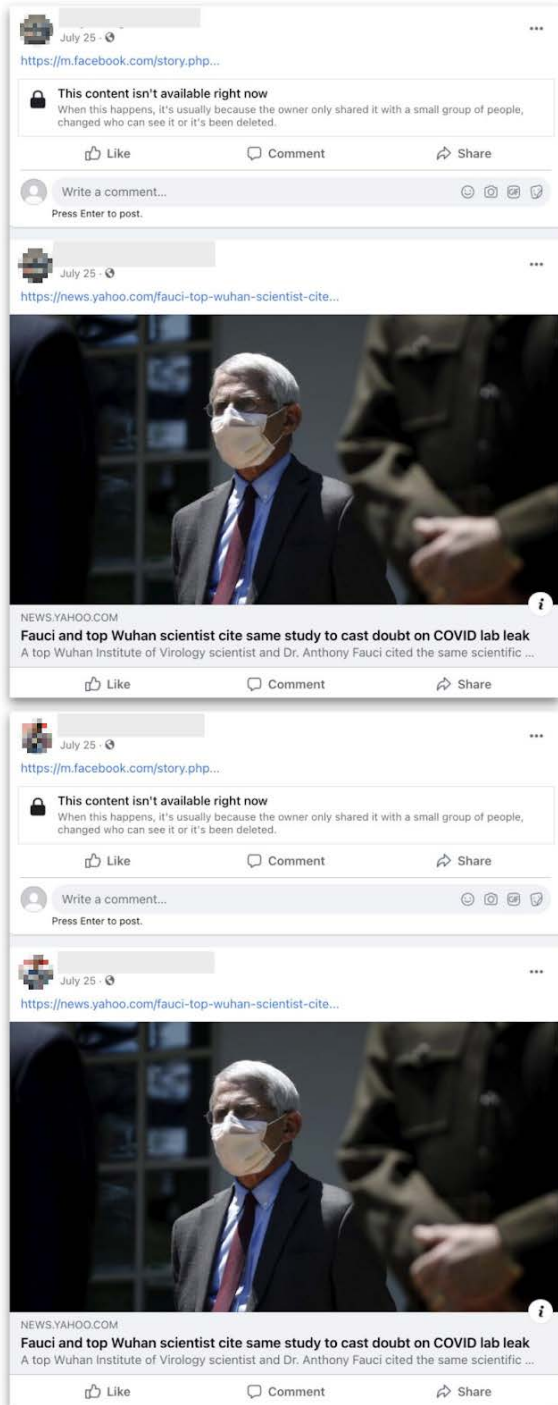 July 25 ·
https://m.facebook.com/story.php...
This content isn't available right now
When this happens, it's usually because the owner only shared it with a small group of people,
changed who can see it or it's been deleted.
Like Comment Share
Write a comment...
GIF
Press Enter to post.
July 25 ·
https://news.yahoo.com/fauci-top-wuhan-scientist-cite...
i
NEWS.YAHOO.COM
Fauci and top Wuhan scientist cite same study to cast doubt on COVID lab leak
A top Wuhan Institute of Virology scientist and Dr. Anthony Fauci cited the same scientific ...
Like Comment Share
July 25 ·
https://m.facebook.com/story.php...
This content isn't available right now
When this happens, it's usually because the owner only shared it with a small group of people,
changed who can see it or it's been deleted.
Like Comment Share
Write a comment...
GIF
Press Enter to post.
July 25 ·
https://news.yahoo.com/fauci-top-wuhan-scientist-cite...
i
NEWS.YAHOO.COM
Fauci and top Wuhan scientist cite same study to cast doubt on COVID lab leak
A top Wuhan Institute of Virology scientist and Dr. Anthony Fauci cited the same scientific ...
Like Comment Share